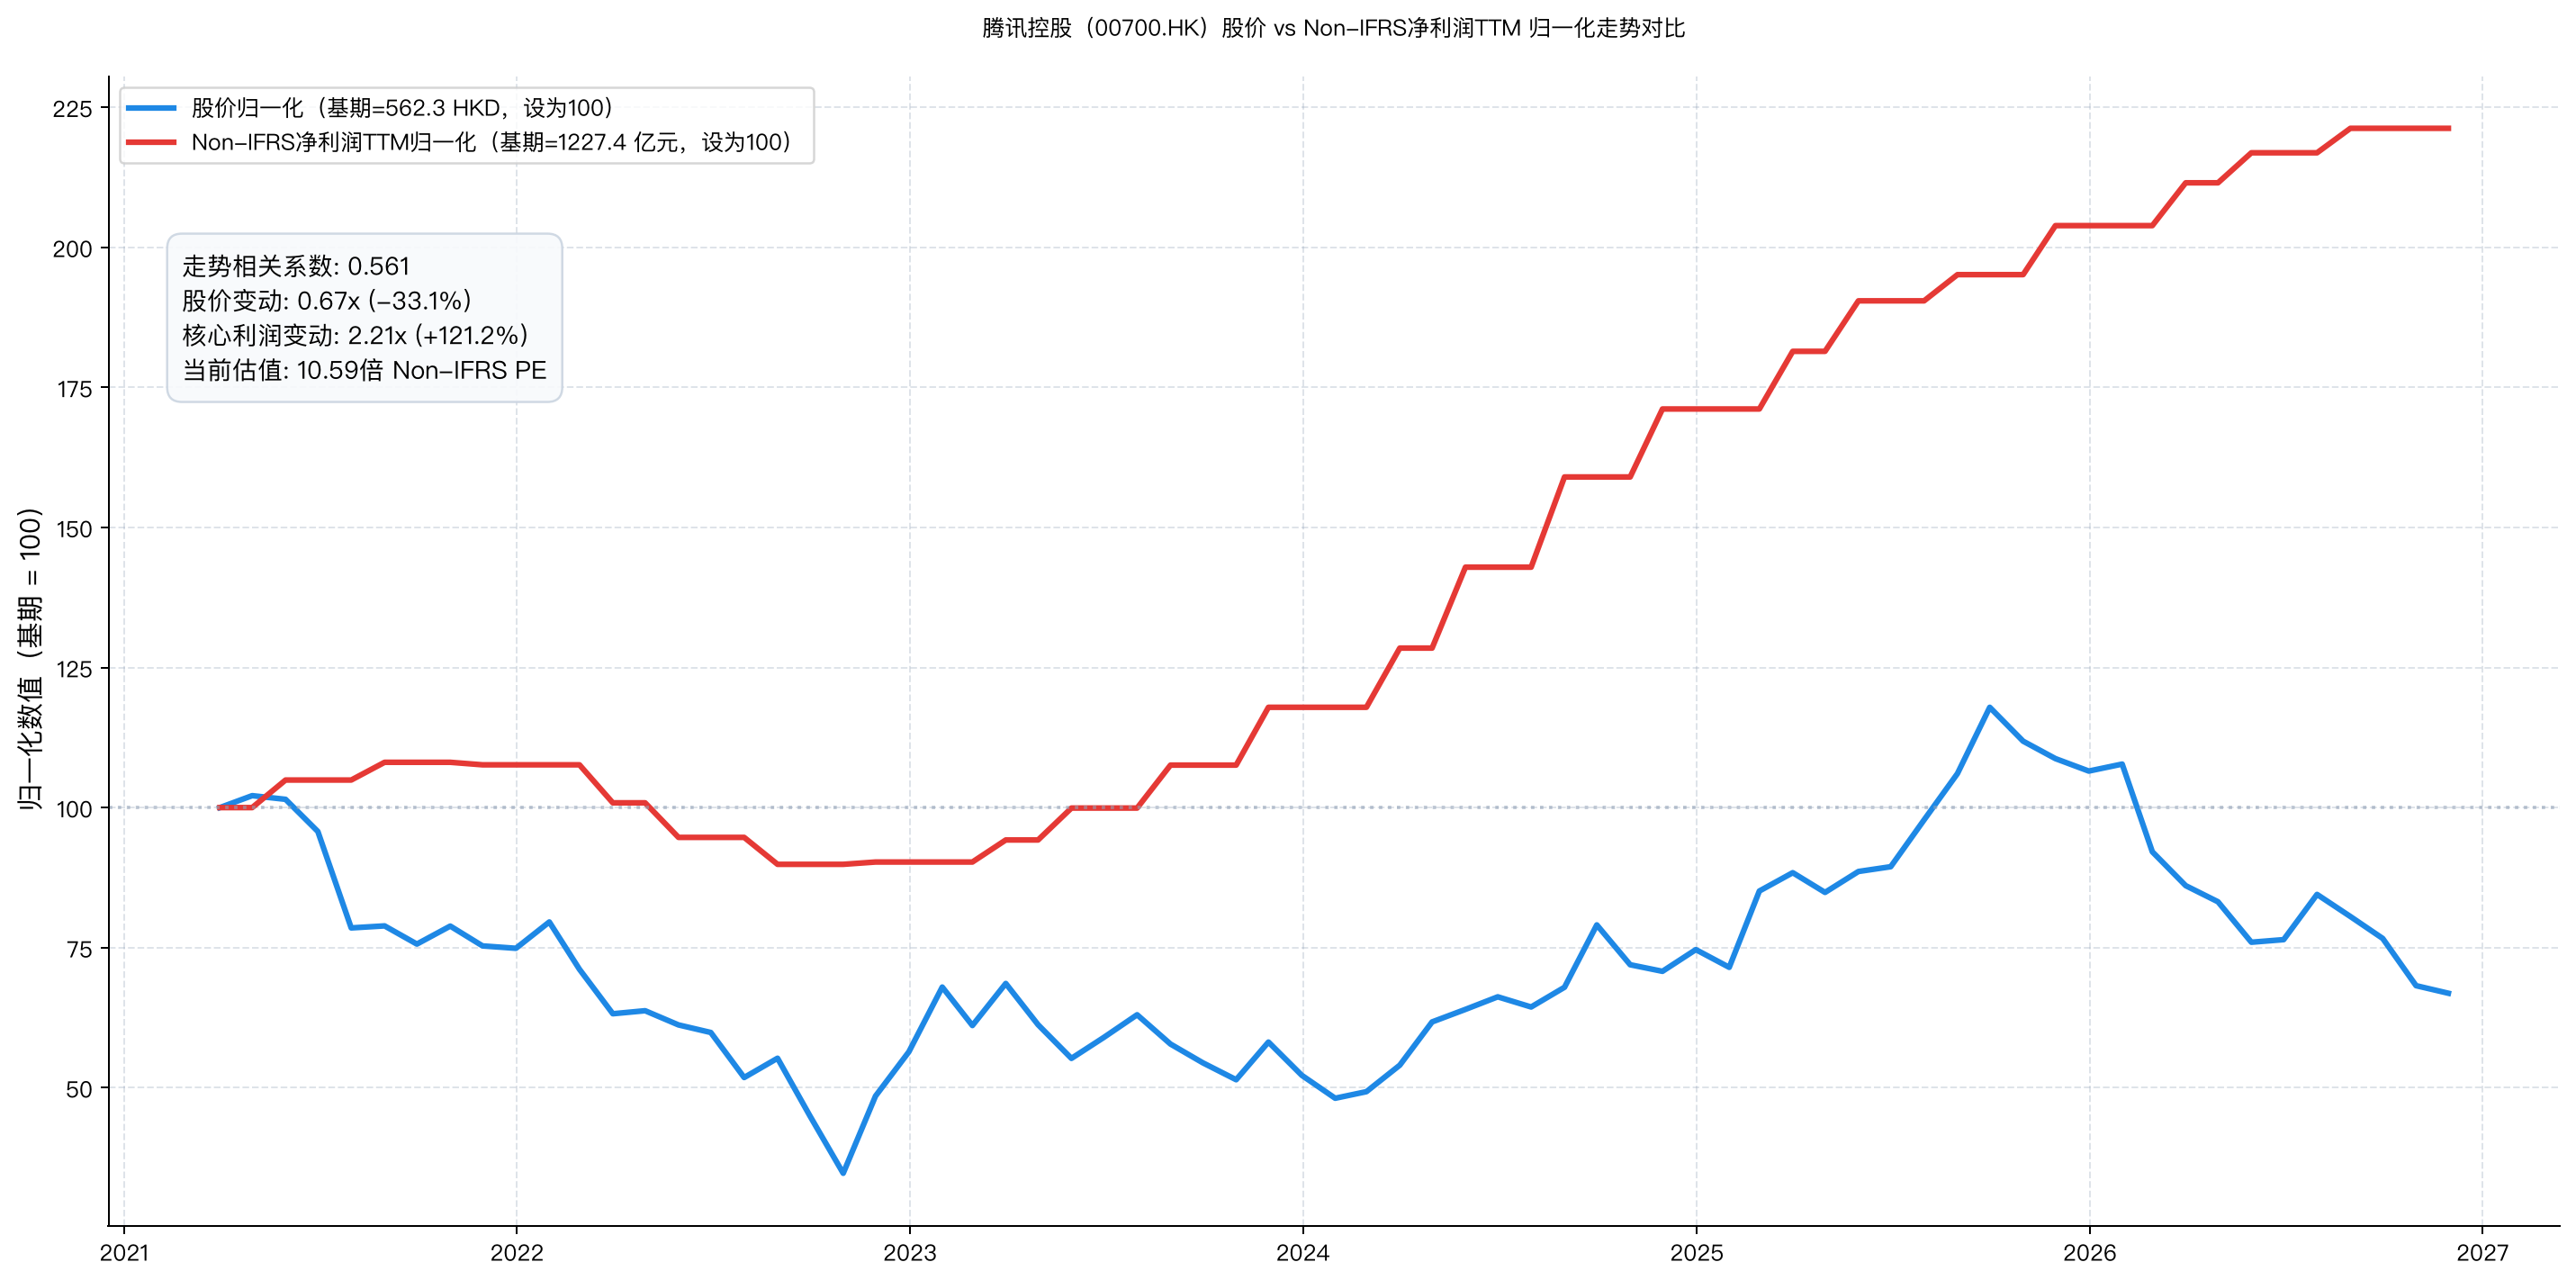 腾讯控股（00700.HK）股价 vs Non-IFRS净利润TTM 归一化走势对比
股价归一化（基期=562.3 HKD，设为100）
Non-IFRS净利润TTM归一化（基期=1227.4 亿元，设为100）
走势相关系数: 0.561
股价变动: 0.67x (-33.1%)
核心利润变动: 2.21x (+121.2%)
当前估值: 10.59倍 Non-IFRS PE
归一化数值（基期 = 100）
225
200
175
150
125
100
75
50
2021
2022
2023
2024
2025
2026
2027